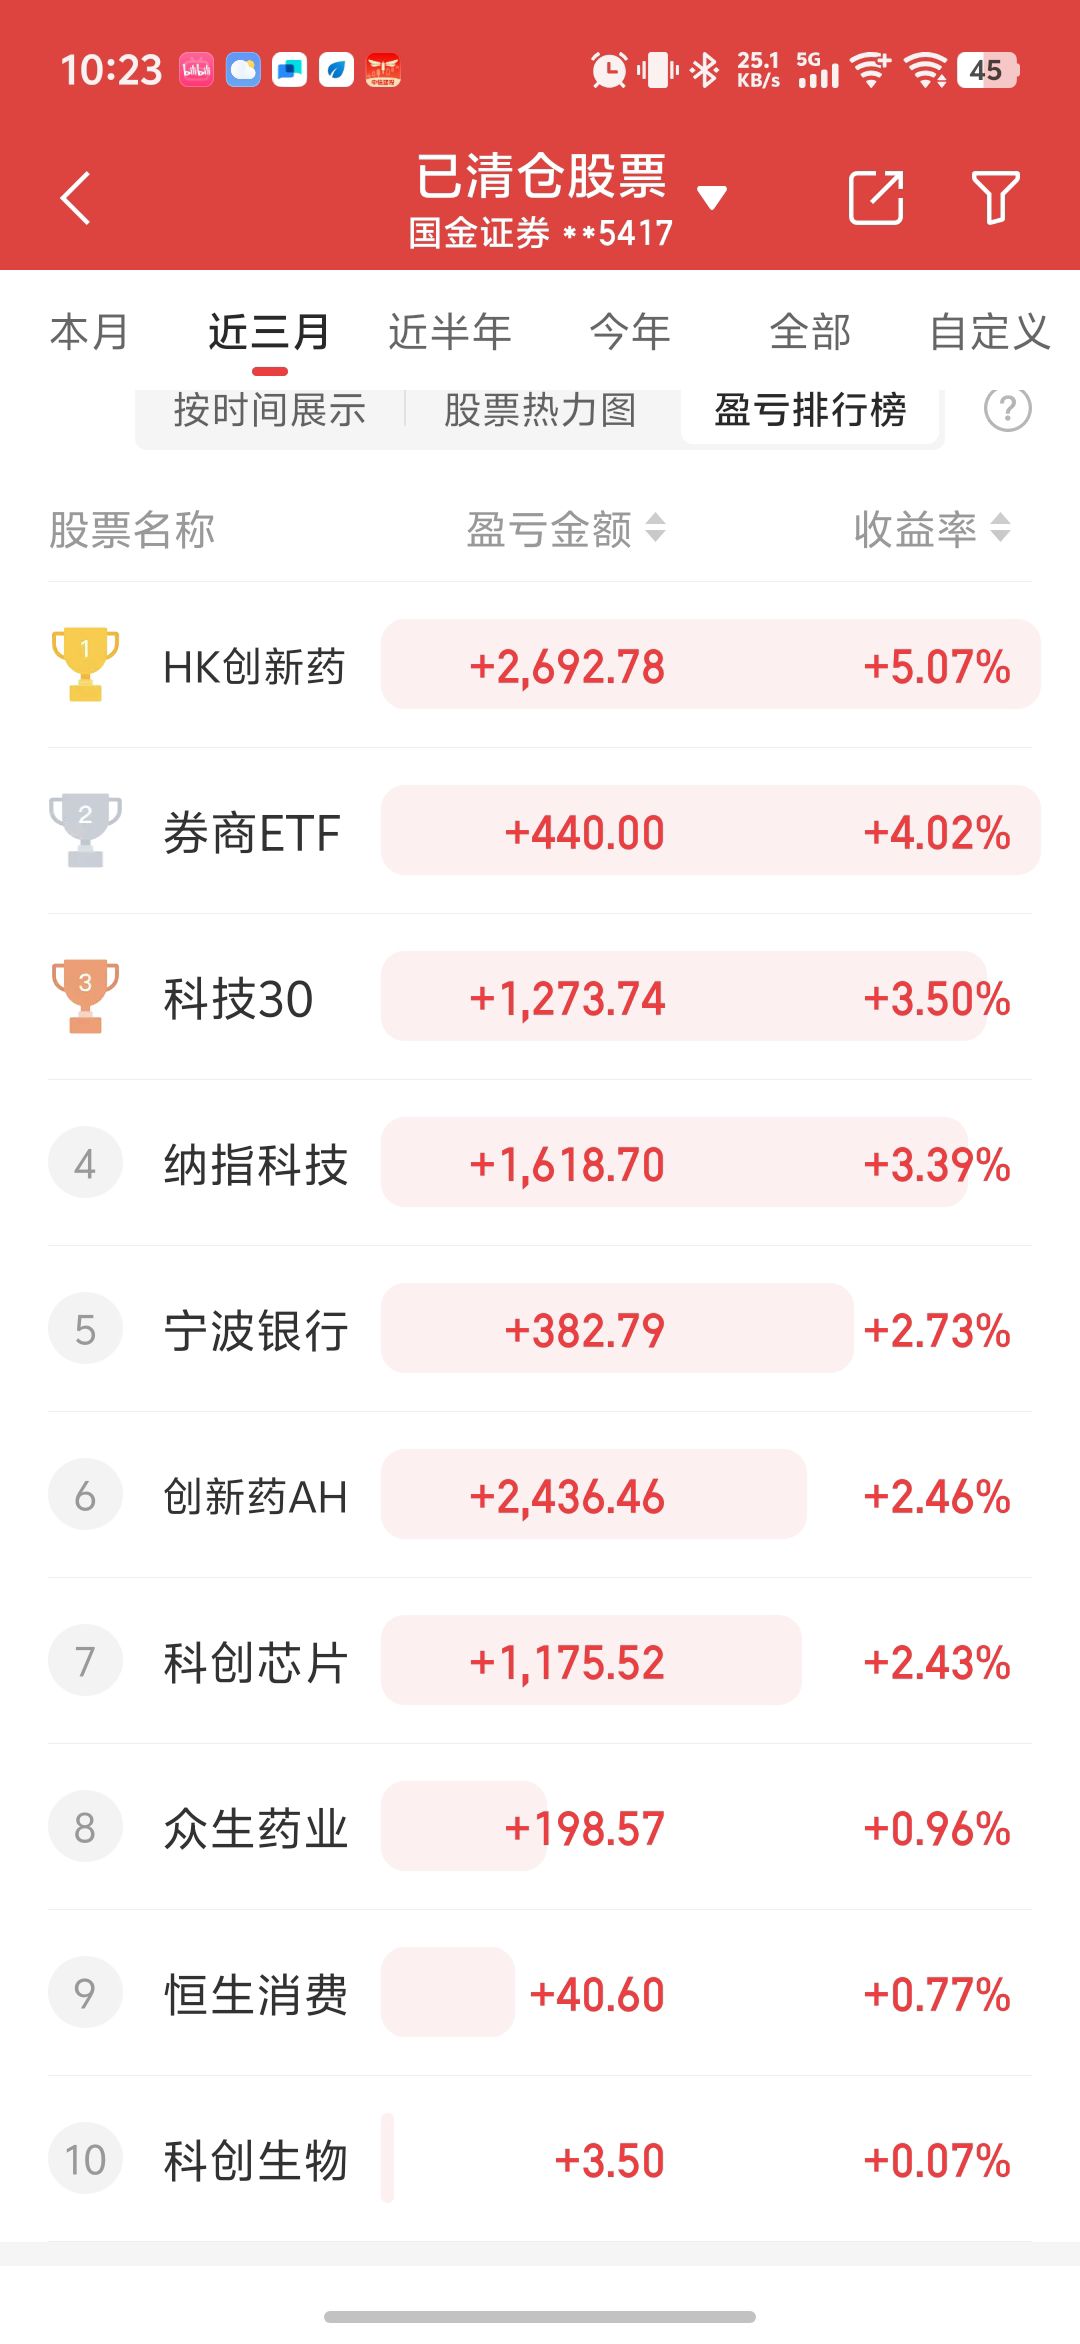 10:23 bilibili 25.1 KB/s 5G 45
已清仓股票
国金证券 **5417
本月 近三月 近半年 今年 全部 自定义
按时间展示 股票热力图 盈亏排行榜 ?
股票名称 盈亏金额 收益率
1 HK创新药 +2,692.78 +5.07%
2 券商ETF +440.00 +4.02%
3 科技30 +1,273.74 +3.50%
4 纳指科技 +1,618.70 +3.39%
5 宁波银行 +382.79 +2.73%
6 创新药AH +2,436.46 +2.46%
7 科创芯片 +1,175.52 +2.43%
8 众生药业 +198.57 +0.96%
9 恒生消费 +40.60 +0.77%
10 科创生物 +3.50 +0.07%